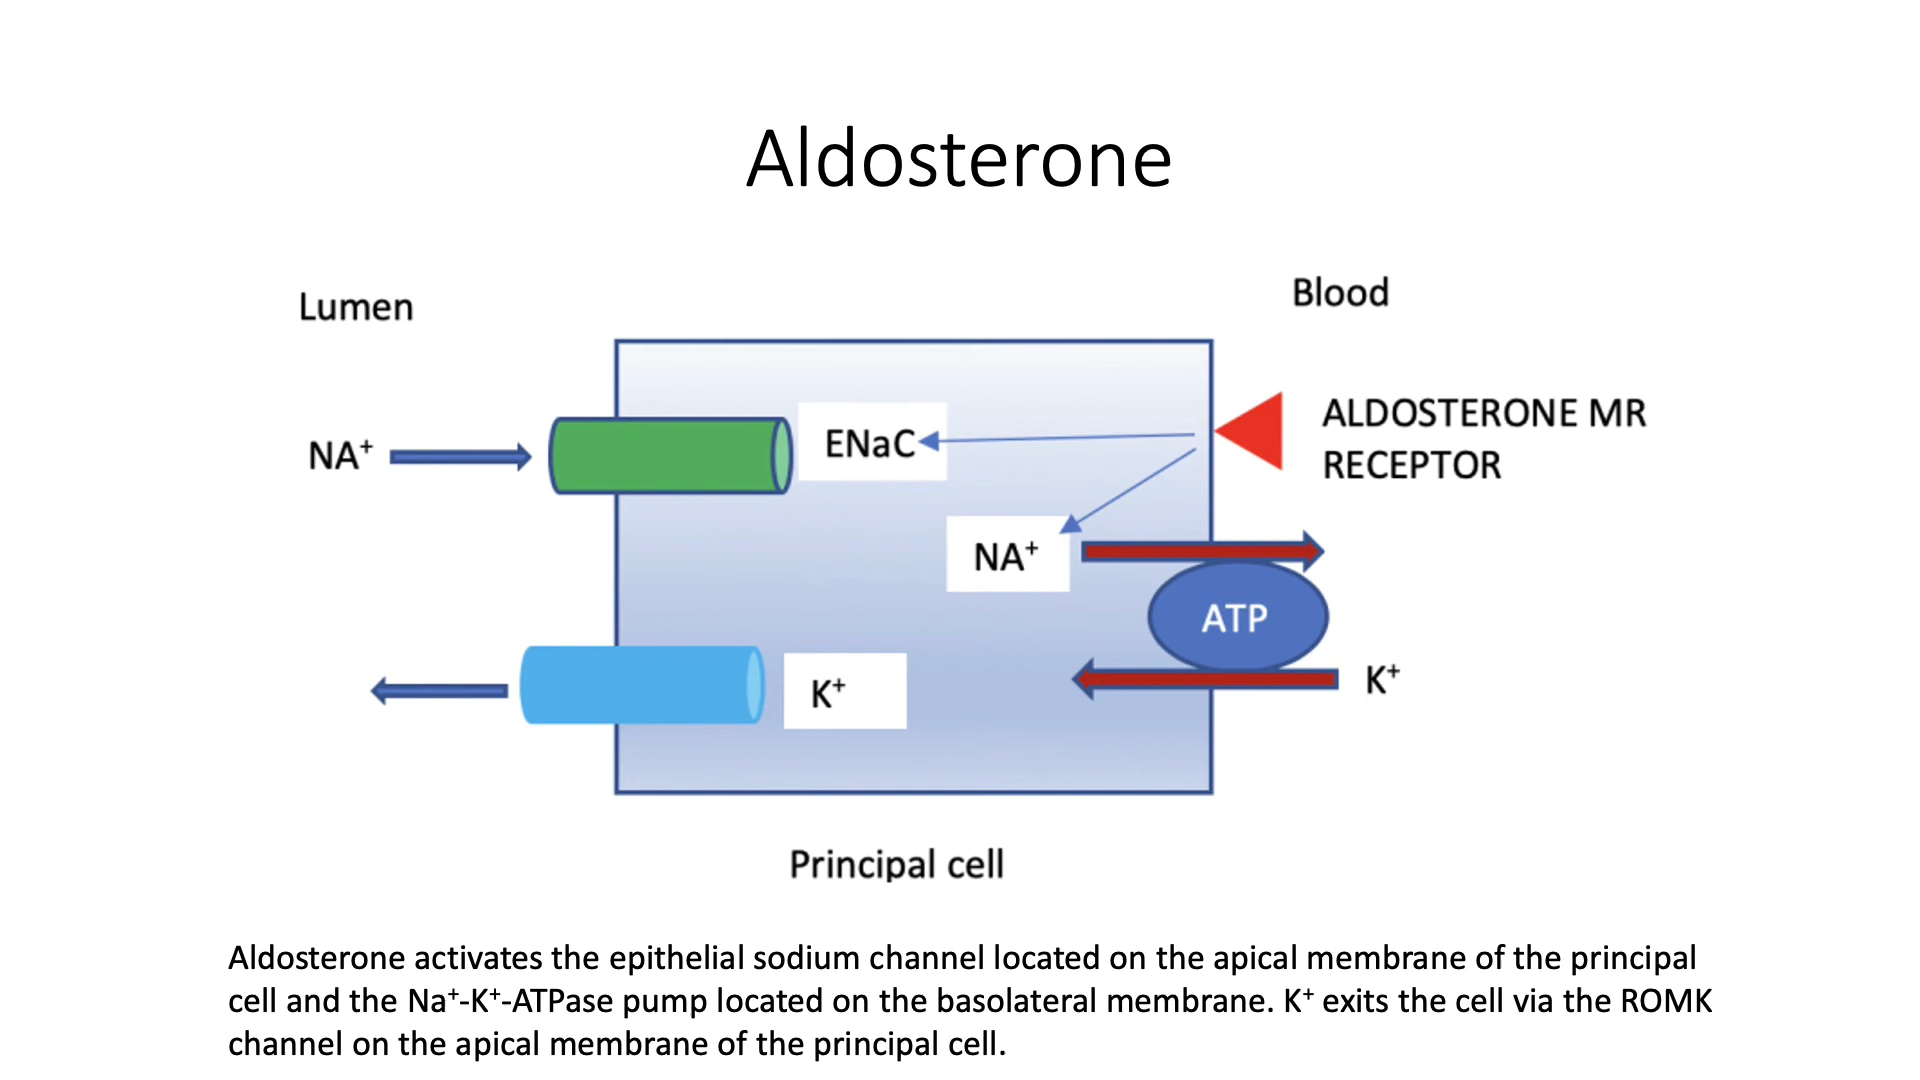 Aldosterone
Lumen
Blood
NA⁺
ENaC
ALDOSTERONE MR
RECEPTOR
NA⁺
ATP
K⁺
K⁺
Principal cell
Aldosterone activates the epithelial sodium channel located on the apical membrane of the principal
cell and the Na⁺-K⁺-ATPase pump located on the basolateral membrane. K⁺ exits the cell via the ROMK
channel on the apical membrane of the principal cell.